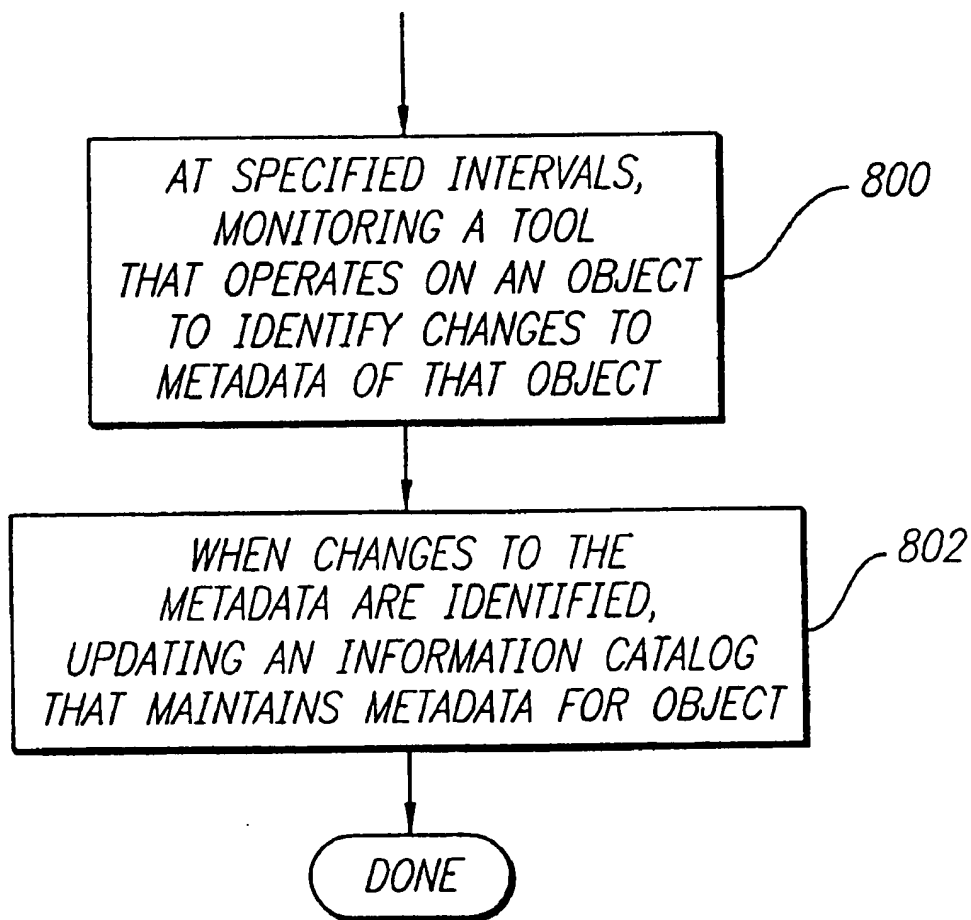 AT SPECIFIED INTERVALS,
MONITORING A TOOL
THAT OPERATES ON AN OBJECT
TO IDENTIFY CHANGES TO
METADATA OF THAT OBJECT
800
WHEN CHANGES TO THE
METADATA ARE IDENTIFIED,
UPDATING AN INFORMATION CATALOG
THAT MAINTAINS METADATA FOR OBJECT
802
DONE